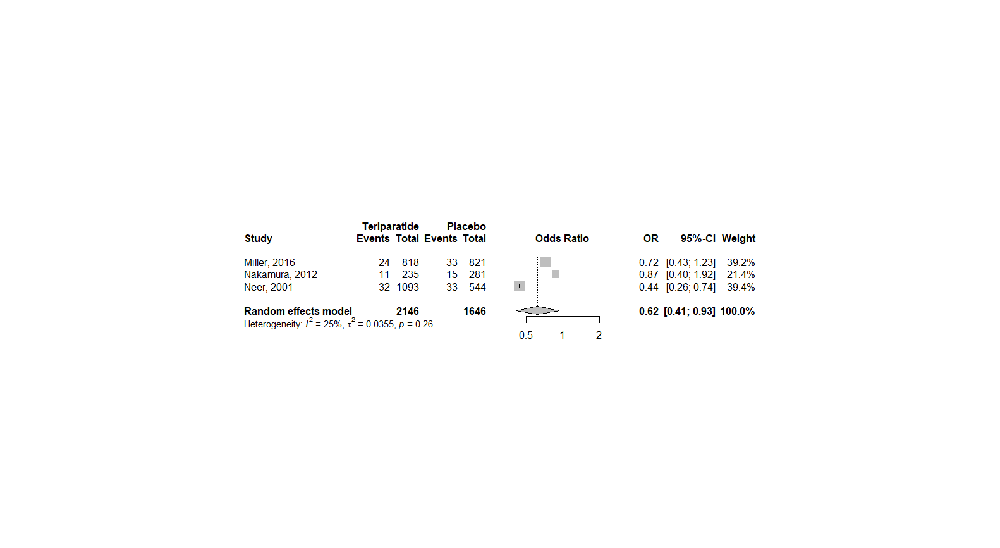 Teriparatide Placebo
Study Events Total Events Total Odds Ratio OR 95%-CI Weight
Miller, 2016 24 818 33 821 0.72 [0.43; 1.23] 39.2%
Nakamura, 2012 11 235 15 281 0.87 [0.40; 1.92] 21.4%
Neer, 2001 32 1093 33 544 0.44 [0.26; 0.74] 39.4%
Random effects model 2146 1646 0.62 [0.41; 0.93] 100.0%
Heterogeneity: I² = 25%, τ² = 0.0355, p = 0.26
0.5 1 2